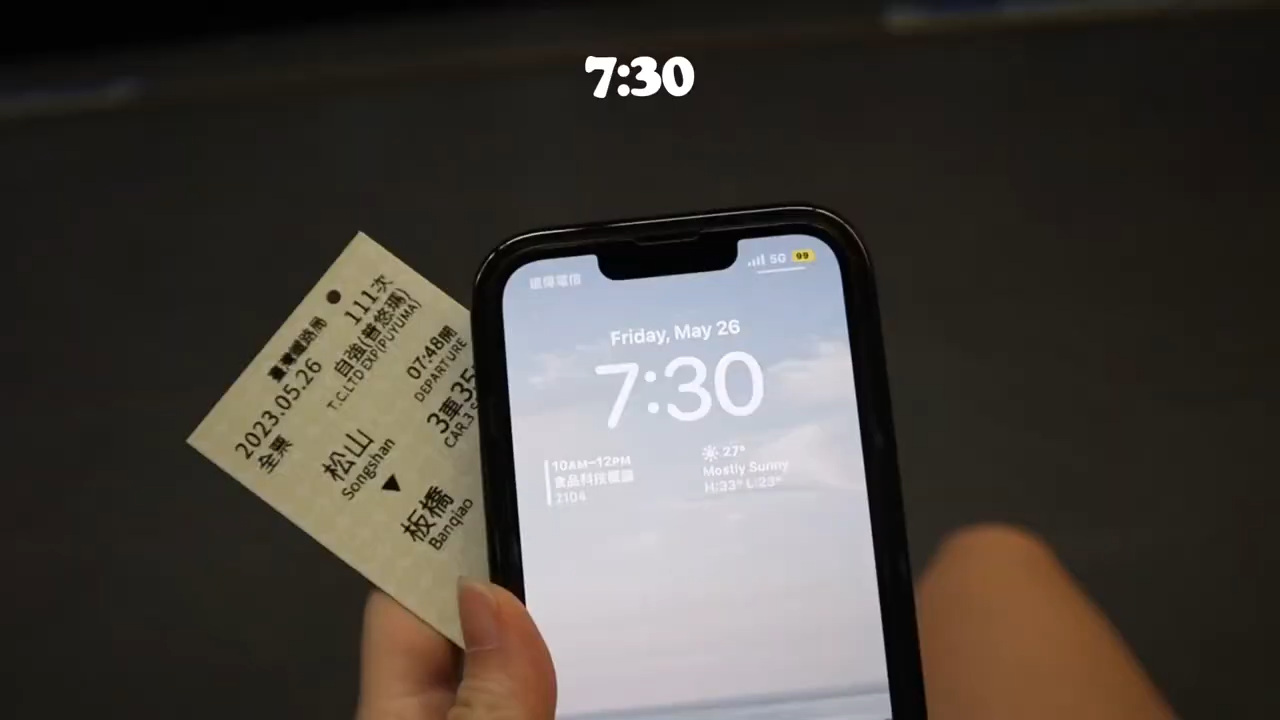 7:30
臺灣鐵路局
111次
2023.05.26
自強(普悠瑪)
T.C.LTD EXP(PUYUMA)
全票
07:48開
DEPARTURE
松山
Songshan
3車35
CAR.3
▼
板橋
Banqiao
遠傳電信
5G
99
Friday, May 26
7:30
10AM–12PM
食品科技概論
2104
27°
Mostly Sunny
H:33° L:23°